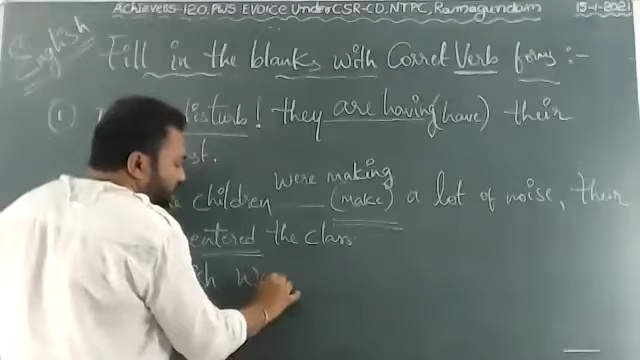 Achievers-120, PWS EVOICE Under CSR-CD, NTPC, Ramagundam 15-1-2021
English
Fill in the blanks with Corret Verb forms :-
① disturb! they are having (have) their
st.
were making
children (make) a lot of noise, their
entered the class.